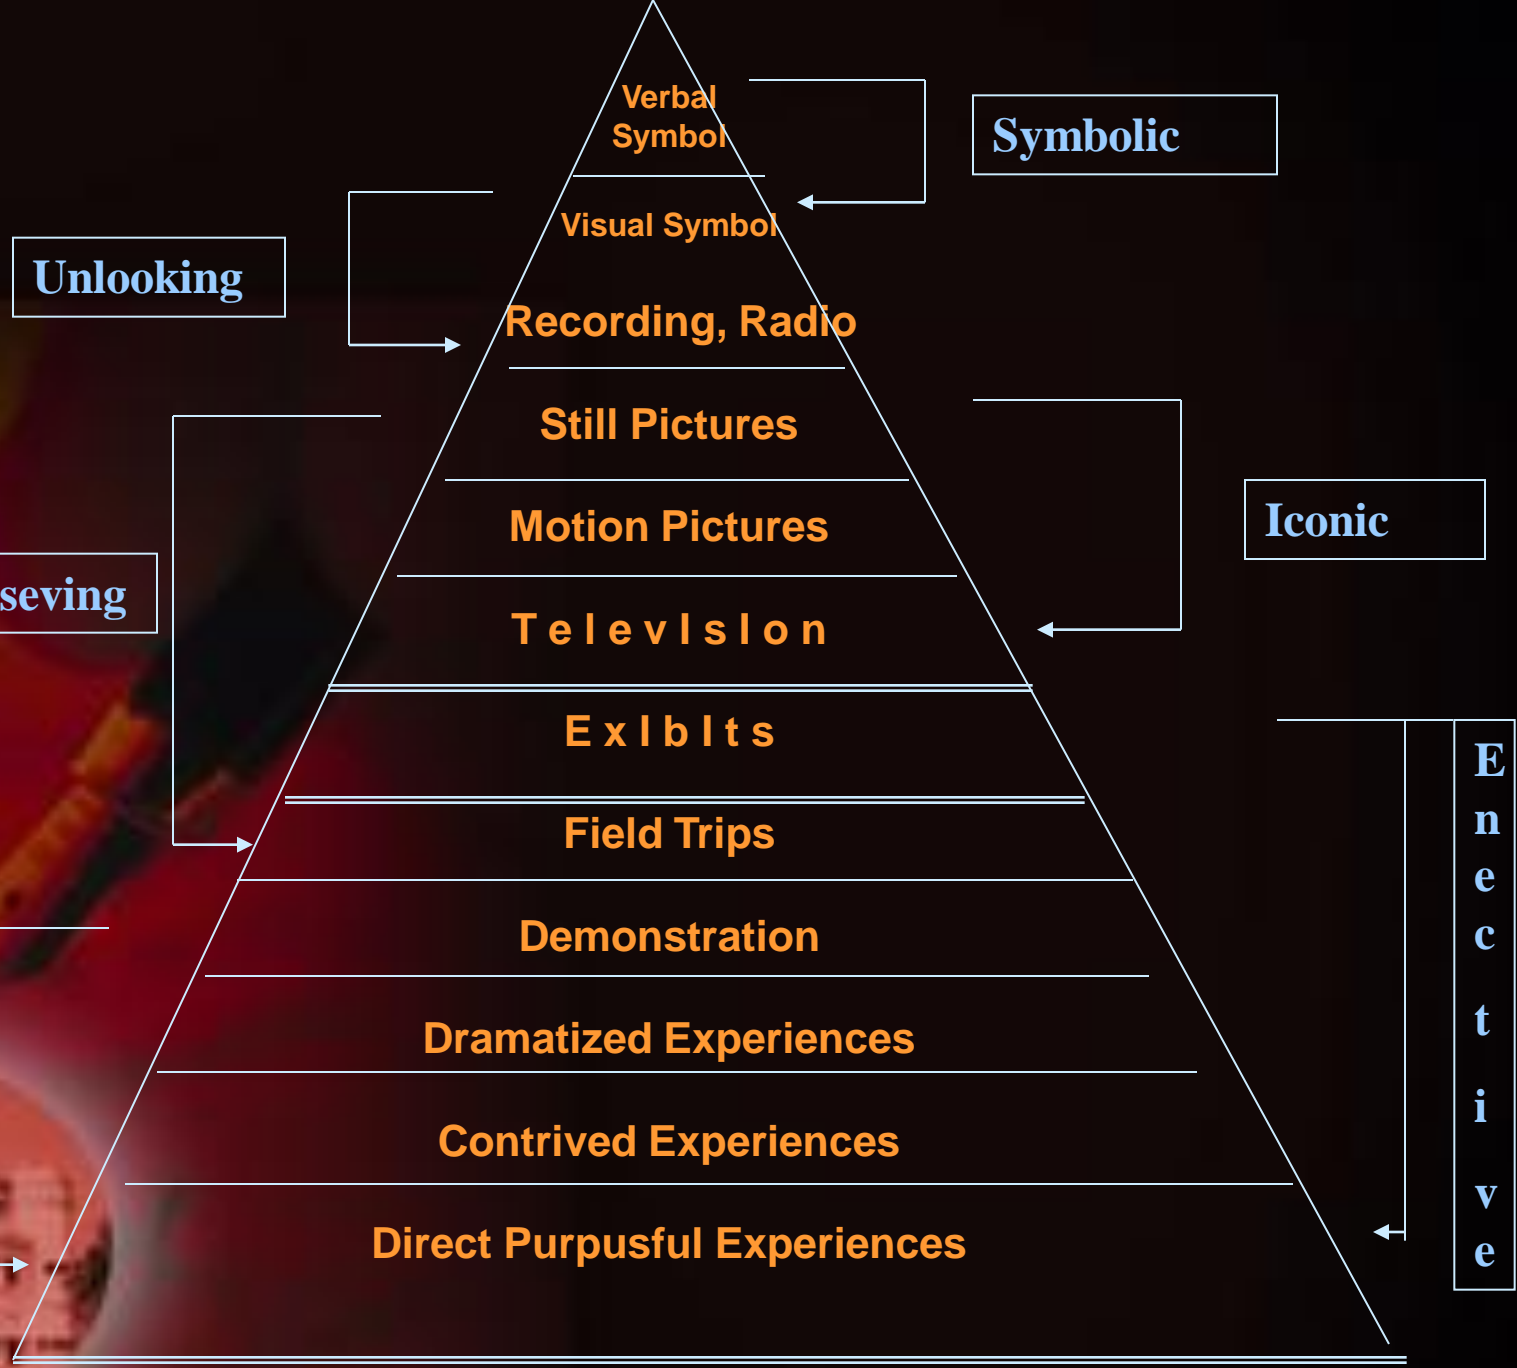 Verbal
Symbol
Symbolic
Visual Symbol
Unlooking
Recording, Radio
Still Pictures
Motion Pictures
Iconic
seving
T e l e v I s I o n
E x I b I t s
Field Trips
Demonstration
Dramatized Experiences
Contrived Experiences
Direct Purpusful Experiences
E
n
e
c
t
i
v
e